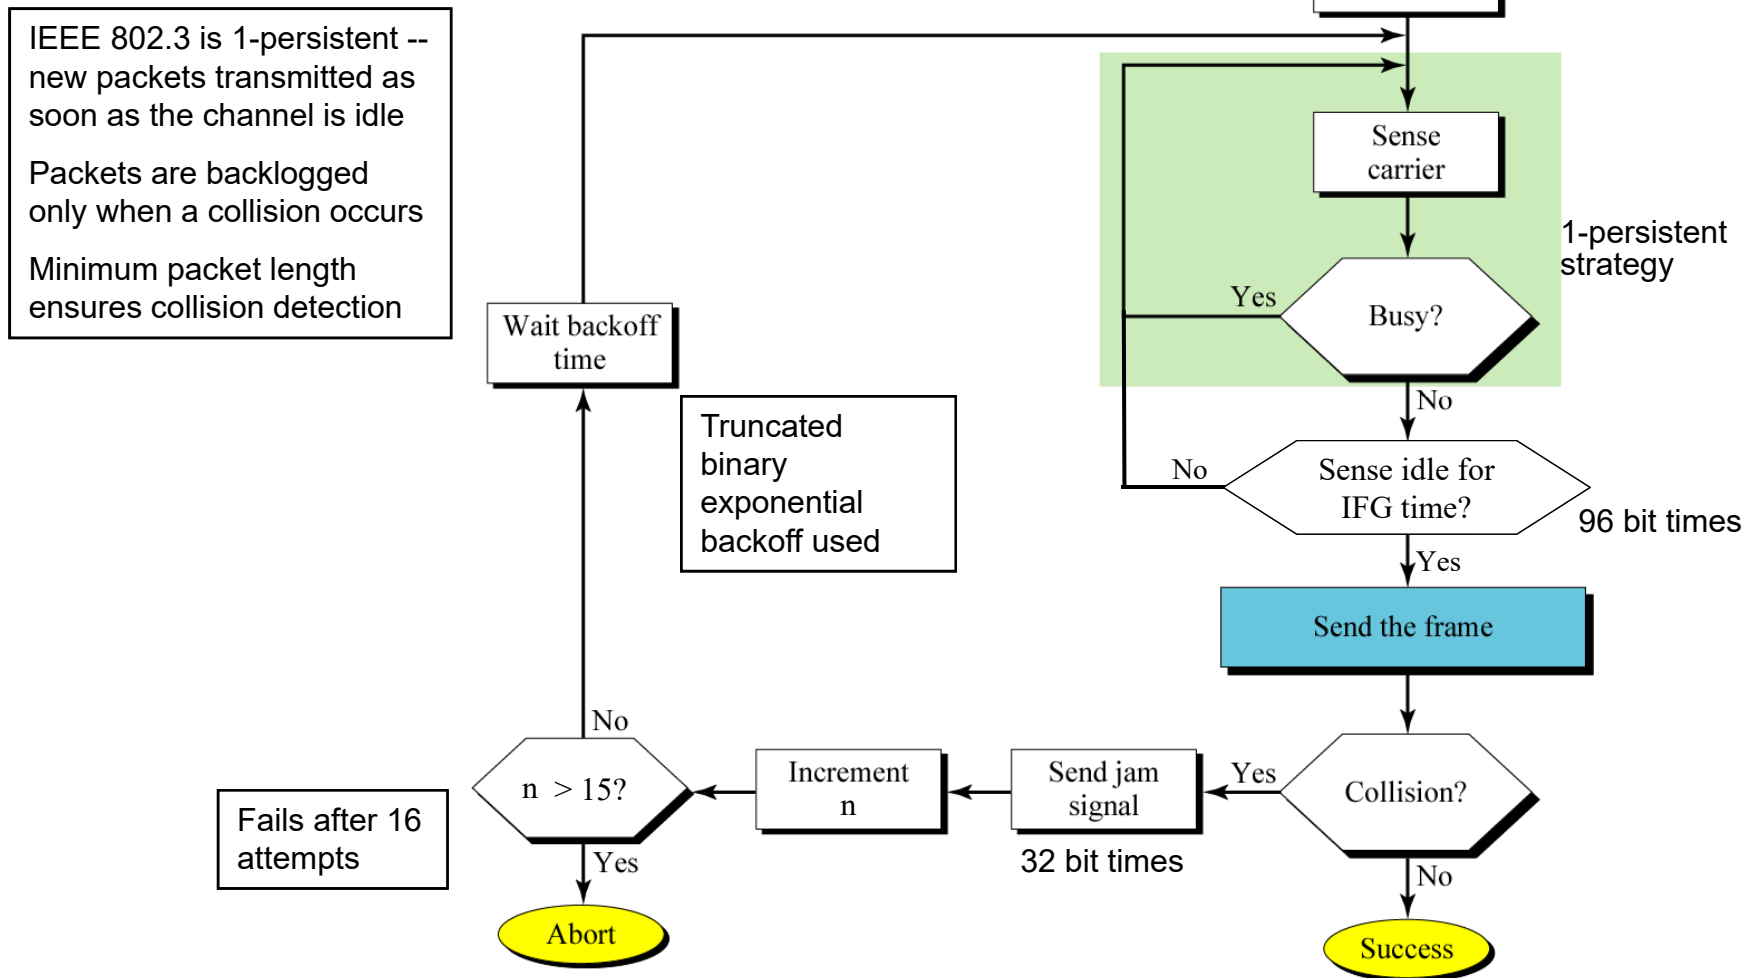 IEEE 802.3 is 1-persistent --
new packets transmitted as
soon as the channel is idle
Packets are backlogged
only when a collision occurs
Minimum packet length
ensures collision detection
Sense
carrier
1-persistent
strategy
Yes
Busy?
Wait backoff
time
No
Truncated
binary
exponential
backoff used
No
Sense idle for
IFG time?
96 bit times
Yes
Send the frame
No
n > 15?
Increment
n
Send jam
signal
Yes
Collision?
Fails after 16
attempts
32 bit times
Yes
No
Abort
Success